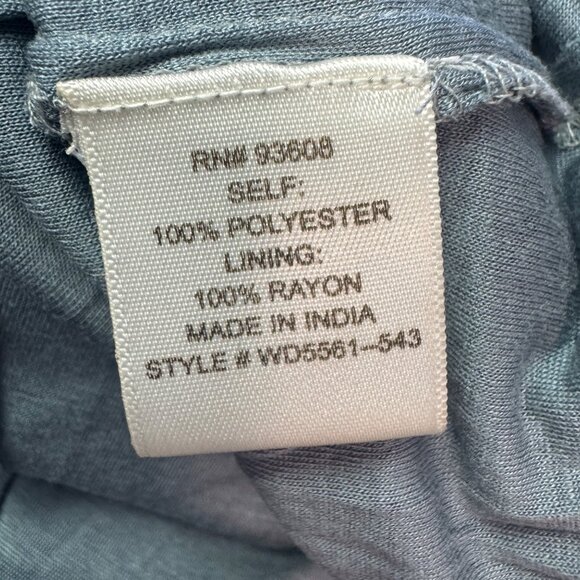 RN# 93608
SELF:
100% POLYESTER
LINING:
100% RAYON
MADE IN INDIA
STYLE # WD5561--543